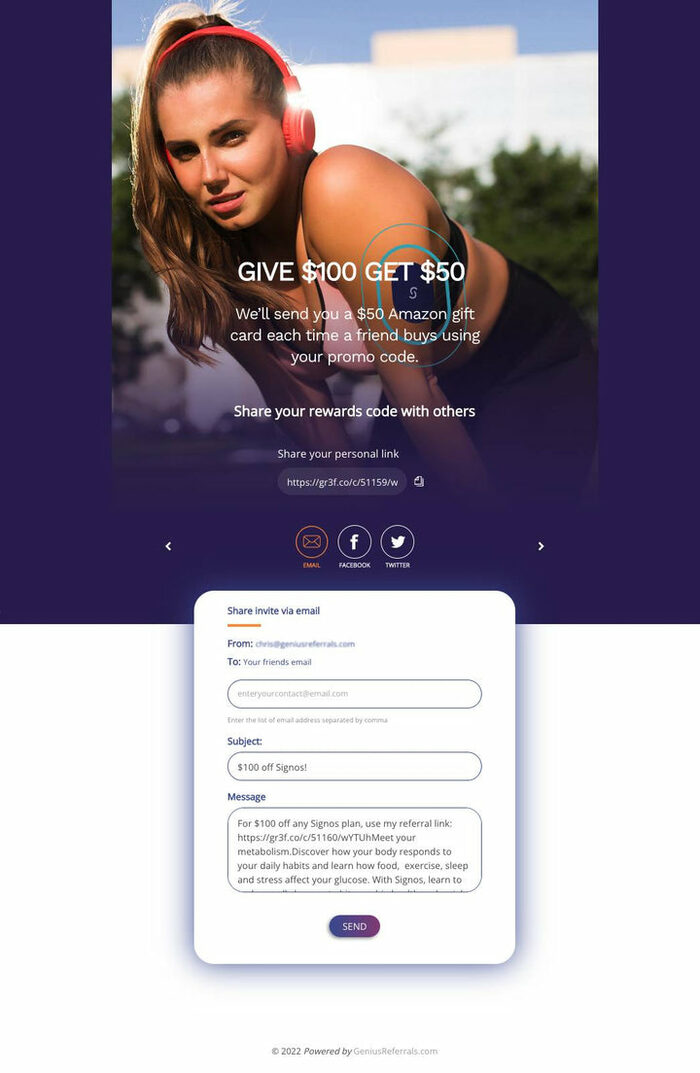 GIVE $100 GET $50
We'll send you a $50 Amazon gift
card each time a friend buys using
your promo code.
Share your rewards code with others
Share your personal link
https://gr3f.co/c/51159/w
EMAIL
FACEBOOK
TWITTER
Share invite via email
From: chris@geniusreferrals.com
To: Your friends email
enteryourcontact@email.com
Enter the list of email address separated by comma
Subject:
$100 off Signos!
Message
For $100 off any Signos plan, use my referral link:
https://gr3f.co/c/51160/wYTUhMeet your
metabolism.Discover how your body responds to
your daily habits and learn how food, exercise, sleep
and stress affect your glucose. With Signos, learn to
SEND
© 2022 Powered by GeniusReferrals.com